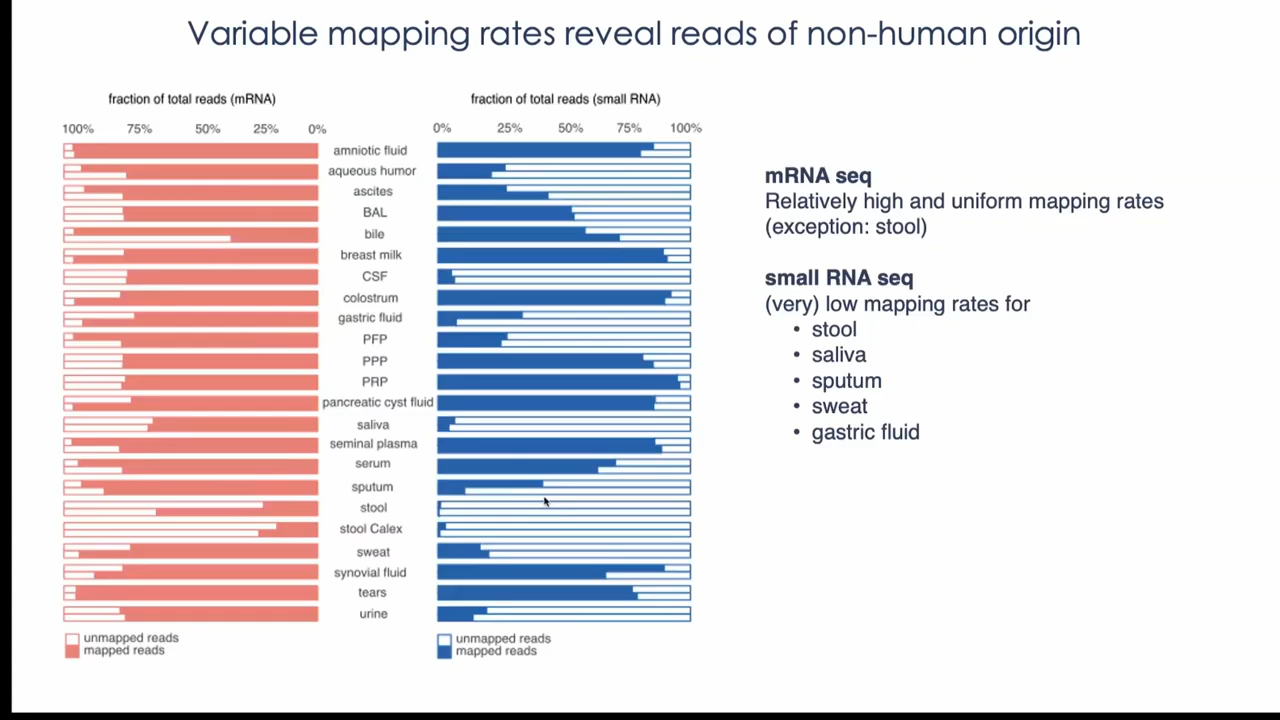 Variable mapping rates reveal reads of non-human origin
fraction of total reads (mRNA)
100% 75% 50% 25% 0%
fraction of total reads (small RNA)
0% 25% 50% 75% 100%
amniotic fluid
aqueous humor
ascites
BAL
bile
breast milk
CSF
colostrum
gastric fluid
PFP
PPP
PRP
pancreatic cyst fluid
saliva
seminal plasma
serum
sputum
stool
stool Calex
sweat
synovial fluid
tears
urine
unmapped reads
mapped reads
unmapped reads
mapped reads
mRNA seq
Relatively high and uniform mapping rates
(exception: stool)
small RNA seq
(very) low mapping rates for
• stool
• saliva
• sputum
• sweat
• gastric fluid